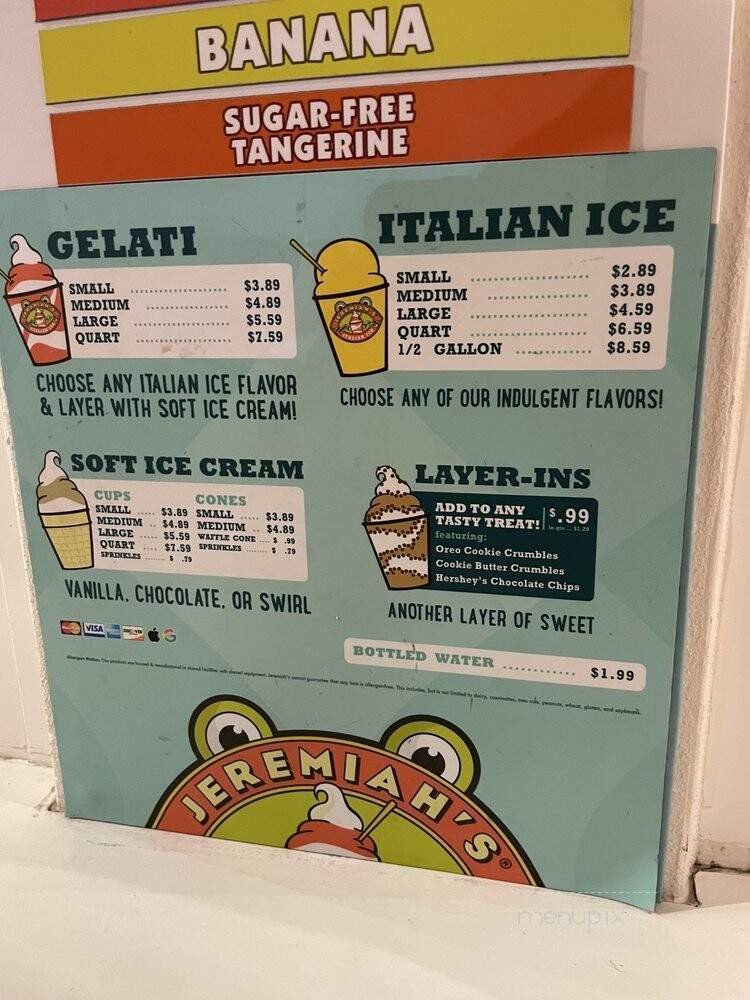 BANANA
SUGAR-FREE
TANGERINE
GELATI
SMALL $3.89
MEDIUM $4.89
LARGE $5.59
QUART $7.59
CHOOSE ANY ITALIAN ICE FLAVOR
& LAYER WITH SOFT ICE CREAM!
ITALIAN ICE
SMALL $2.89
MEDIUM $3.89
LARGE $4.59
QUART $6.59
1/2 GALLON $8.59
CHOOSE ANY OF OUR INDULGENT FLAVORS!
SOFT ICE CREAM
CUPS
SMALL $3.89
MEDIUM $4.89
LARGE $5.59
QUART $7.59
SPRINKLES $ .79
CONES
SMALL $3.89
MEDIUM $4.89
WAFFLE CONE $ .99
SPRINKLES $ .79
VANILLA, CHOCOLATE, OR SWIRL
LAYER-INS
ADD TO ANY
TASTY TREAT! $.99
featuring:
Oreo Cookie Crumbles
Cookie Butter Crumbles
Hershey's Chocolate Chips
ANOTHER LAYER OF SWEET
VISA
BOTTLED WATER $1.99
JEREMIAH'S®
menupix